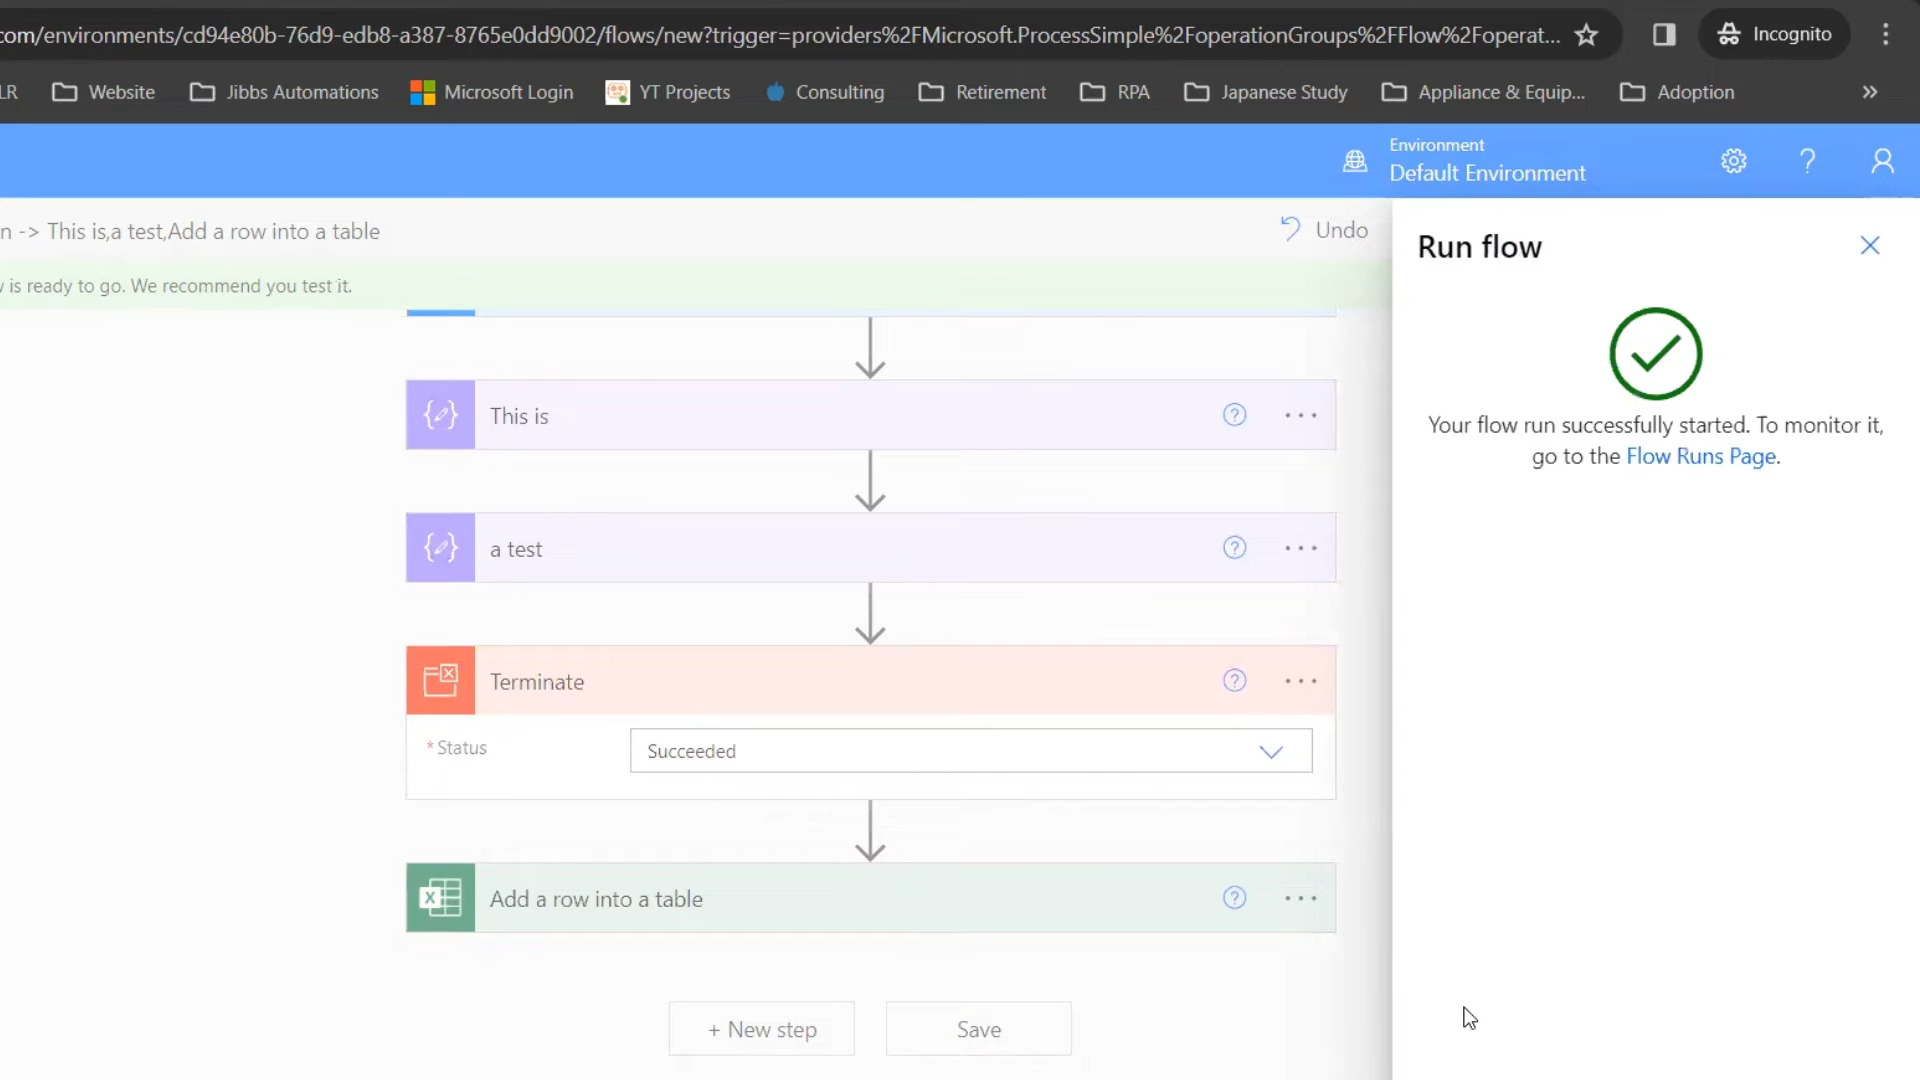 com/environments/cd94e80b-76d9-edb8-a387-8765e0dd9002/flows/new?trigger=providers%2FMicrosoft.ProcessSimple%2FoperationGroups%2FFlow%2Foperat...
Incognito
LR
Website
Jibbs Automations
Microsoft Login
YT Projects
Consulting
Retirement
RPA
Japanese Study
Appliance & Equip...
Adoption
»
Environment
Default Environment
?
n -> This is,a test,Add a row into a table
Undo
is ready to go. We recommend you test it.
Run flow
Your flow run successfully started. To monitor it,
go to the Flow Runs Page.
This is
?
...
a test
?
...
Terminate
?
...
*Status
Succeeded
Add a row into a table
?
...
+ New step
Save